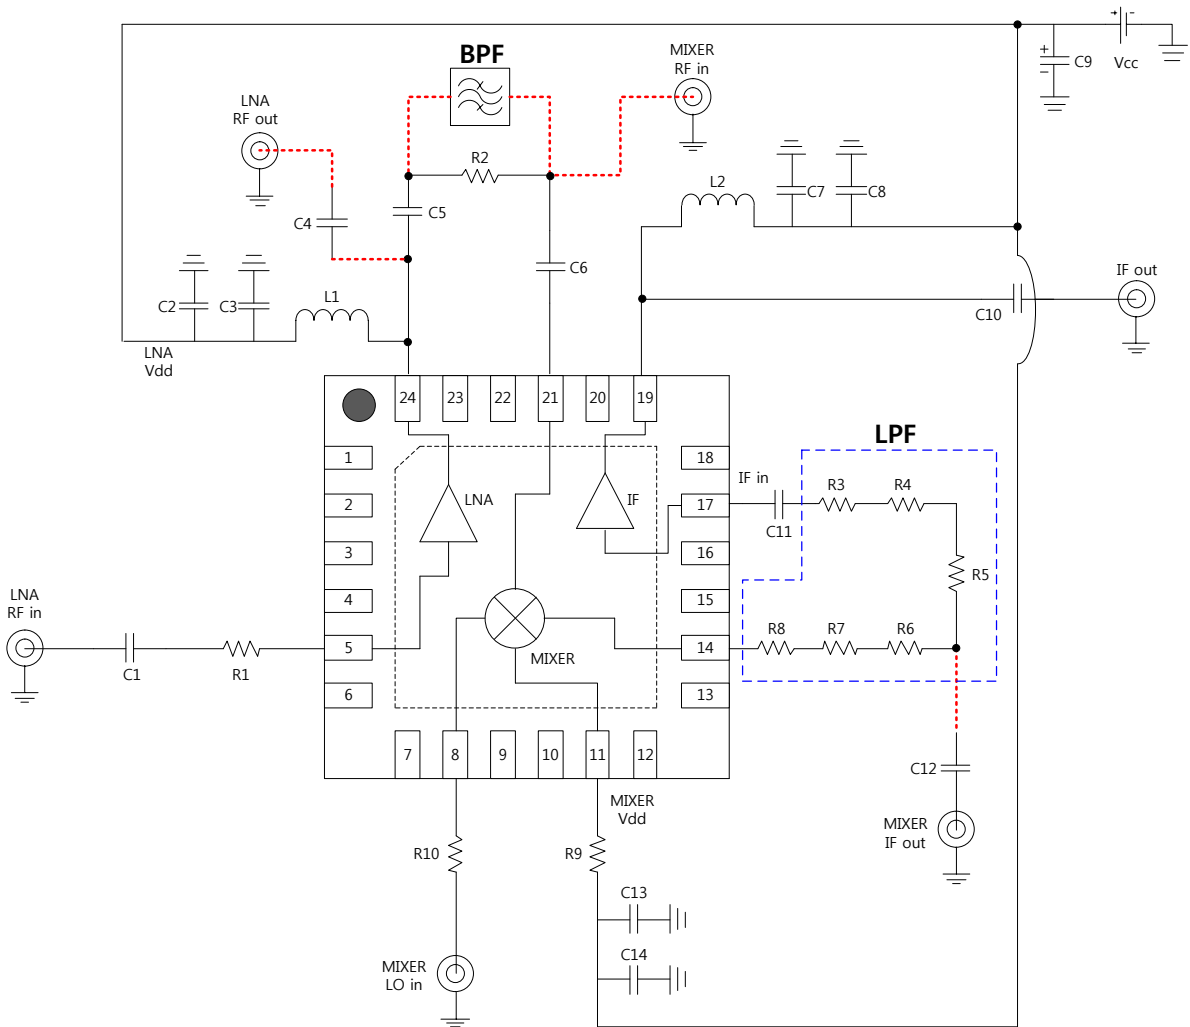 BPF
MIXER
RF in
+
-
+
-
C9
Vcc
LNA
RF out
R2
L2
C7
C8
C4
C5
C6
IF out
C2
C3
L1
C10
LNA
Vdd
24
23
22
21
20
19
LPF
1
18
IF in
R3
R4
2
LNA
IF
17
C11
3
16
R5
4
15
LNA
RF in
R8
R7
R6
5
14
C1
R1
MIXER
6
13
7
8
9
10
11
12
C12
MIXER
Vdd
MIXER
IF out
R10
R9
C13
C14
MIXER
LO in